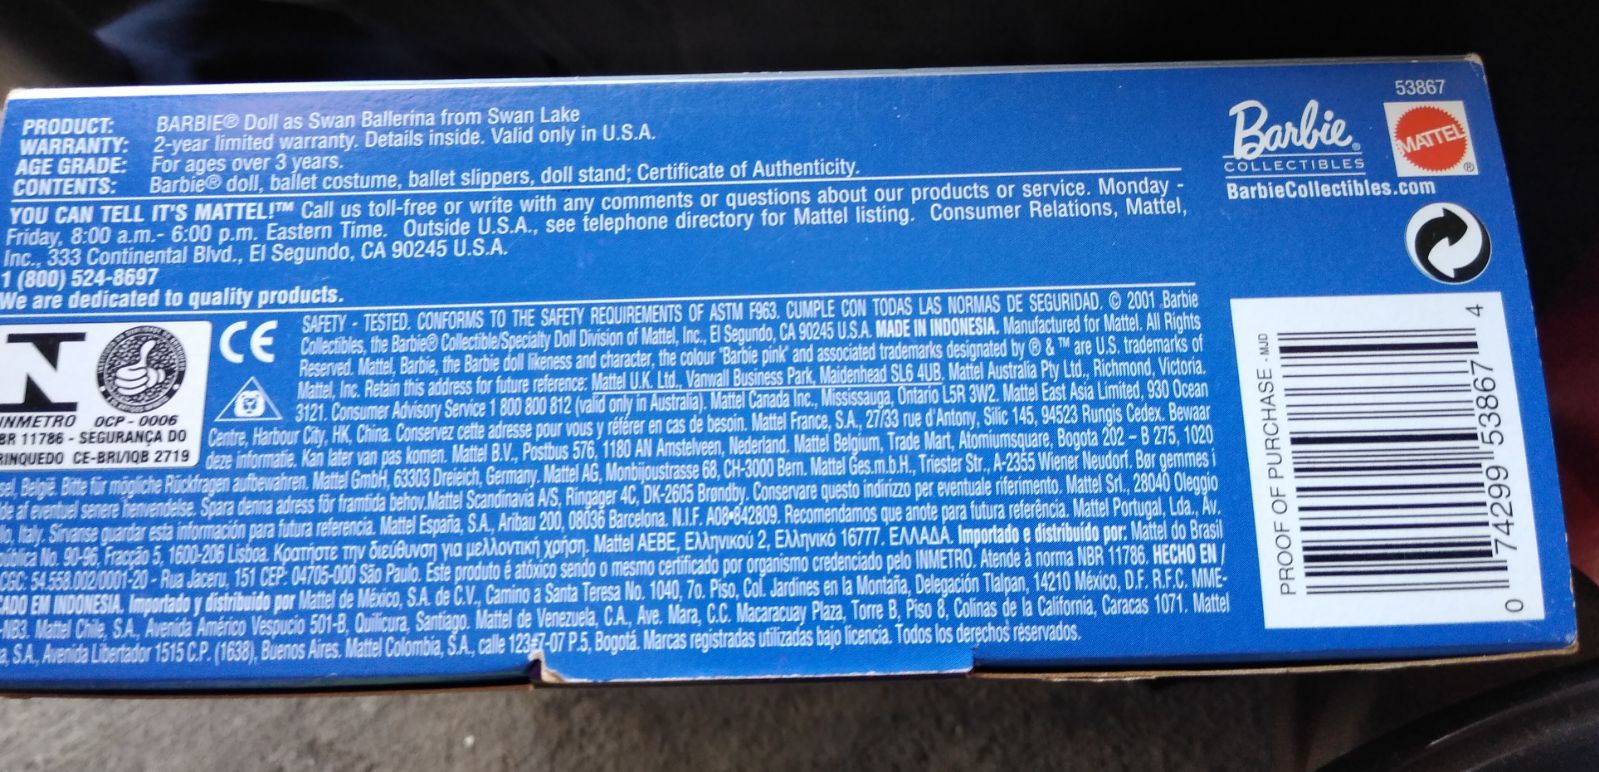 PRODUCT: BARBIE® Doll as Swan Ballerina from Swan Lake
WARRANTY: 2-year limited warranty. Details inside. Valid only in U.S.A.
AGE GRADE: For ages over 3 years.
CONTENTS: Barbie® doll, ballet costume, ballet slippers, doll stand; Certificate of Authenticity.
YOU CAN TELL IT'S MATTEL!™ Call us toll-free or write with any comments or questions about our products or service. Monday -
Friday, 8:00 a.m.- 6:00 p.m. Eastern Time. Outside U.S.A., see telephone directory for Mattel listing. Consumer Relations, Mattel,
Inc., 333 Continental Blvd., El Segundo, CA 90245 U.S.A.
1 (800) 524-8697
We are dedicated to quality products.
53867
Barbie®
COLLECTIBLES
BarbieCollectibles.com
MATTEL®
N
INMETRO OCP - 0006
BR 11786 - SEGURANÇA DO
RINQUEDO CE-BRI/IQB 2719
CE
SAFETY - TESTED. CONFORMS TO THE SAFETY REQUIREMENTS OF ASTM F963. CUMPLE CON TODAS LAS NORMAS DE SEGURIDAD. © 2001 Barbie
Collectibles, the Barbie® Collectible/Specialty Doll Division of Mattel, Inc., El Segundo, CA 90245 U.S.A. MADE IN INDONESIA. Manufactured for Mattel. All Rights
Reserved. Mattel, Barbie, the Barbie doll likeness and character, the colour "Barbie pink" and associated trademarks designated by ® & ™ are U.S. trademarks of
Mattel, Inc. Retain this address for future reference: Mattel U.K. Ltd., Vanwall Business Park, Maidenhead SL6 4UB. Mattel Australia Pty Ltd., Richmond, Victoria.
3121. Consumer Advisory Service 1 800 800 812 (valid only in Australia). Mattel Canada Inc., Mississauga, Ontario L5R 3W2. Mattel East Asia Limited, 930 Ocean
Centre, Harbour City, HK, China. Conservez cette adresse pour vous y référer en cas de besoin. Mattel France, S.A., 27/33 rue d'Antony, Silic 145, 94523 Rungis Cedex. Bewaar
deze informatie. Kan later van pas komen. Mattel B.V., Postbus 576, 1180 AN Amstelveen, Nederland. Mattel Belgium, Trade Mart, Atomiumsquare, Bogota 202 – B 275, 1020
sel, België. Bitte für mögliche Rückfragen aufbewahren. Mattel GmbH, 63303 Dreieich, Germany. Mattel AG, Monbijoustrasse 68, CH-3000 Bern. Mattel Ges.m.b.H., Triester Str., A-2355 Wiener Neudorf. Bør gemmes i
lde af eventuel senere henvendelse. Spara denna adress för framtida behov.Mattel Scandinavia A/S, Ringager 4C, DK-2605 Brøndby. Conservare questo indirizzo per eventuale riferimento. Mattel Srl., 28040 Oleggio
lo, Italy. Sírvanse guardar esta información para futura referencia. Mattel España, S.A., Aribau 200, 08036 Barcelona. N.I.F. A08•842809. Recomendamos que anote para futura referência. Mattel Portugal, Lda., Av.
ública No. 90-96, Fracção 5, 1600-206 Lisboa. Κρατήστε την διεύθυνση για μελλοντική χρήση. Mattel AEBE, Ελληνικού 2, Ελληνικό 16777. ΕΛΛΑΔΑ. Importado e distribuído por: Mattel do Brasil
CGC: 54.558.002/0001-20 - Rua Jaceru, 151 CEP: 04705-000 São Paulo. Este produto é atóxico sendo o mesmo certificado por organismo credenciado pelo INMETRO. Atende à norma NBR 11786. HECHO EN /
CADO EM INDONESIA. Importado y distribuido por Mattel de México, S.A. de C.V., Camino a Santa Teresa No. 1040, 7o. Piso, Col. Jardines en la Montaña, Delegación Tlalpan, 14210 México, D.F. R.F.C. MME-
-NB3. Mattel Chile, S.A., Avenida Américo Vespucio 501-B, Quilicura, Santiago. Mattel de Venezuela, C.A., Ave. Mara, C.C. Macaracuay Plaza, Torre B, Piso 8, Colinas de la California, Caracas 1071. Mattel
a, S.A., Avenida Libertador 1515 C.P. (1638), Buenos Aires. Mattel Colombia, S.A., calle 123#7-07 P.5, Bogotá. Marcas registradas utilizadas bajo licencia. Todos los derechos reservados.
PROOF OF PURCHASE - MJD
0 74299 53867 4